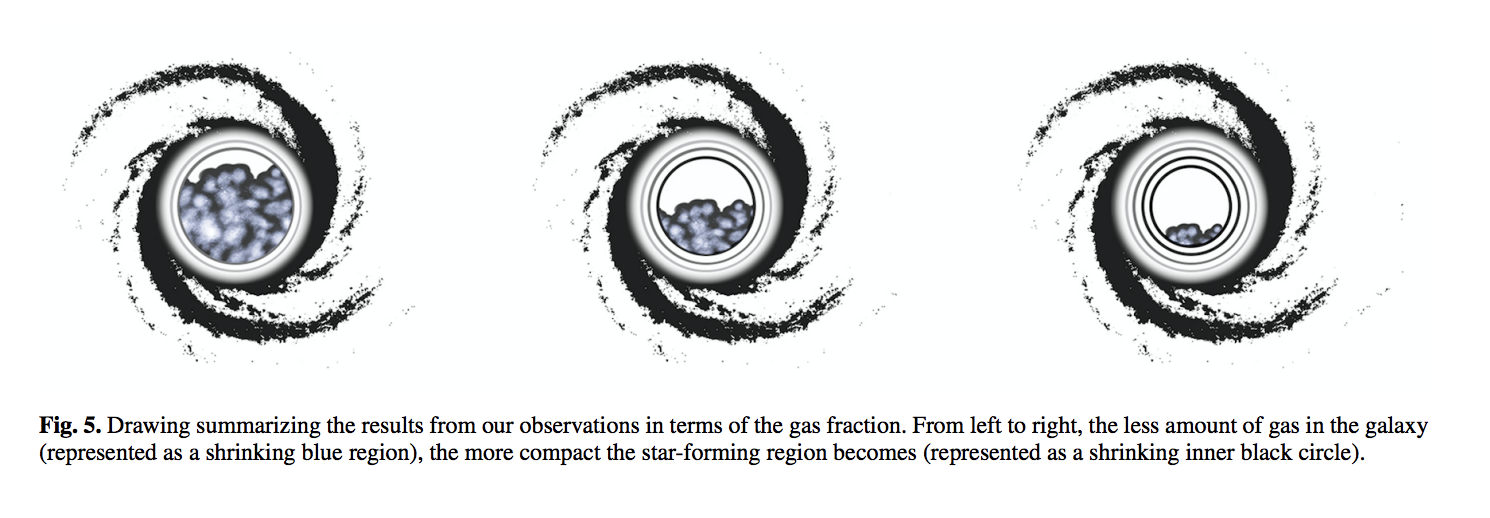 Fig. 5. Drawing summarizing the results from our observations in terms of the gas fraction. From left to right, the less amount of gas in the galaxy
(represented as a shrinking blue region), the more compact the star-forming region becomes (represented as a shrinking inner black circle).